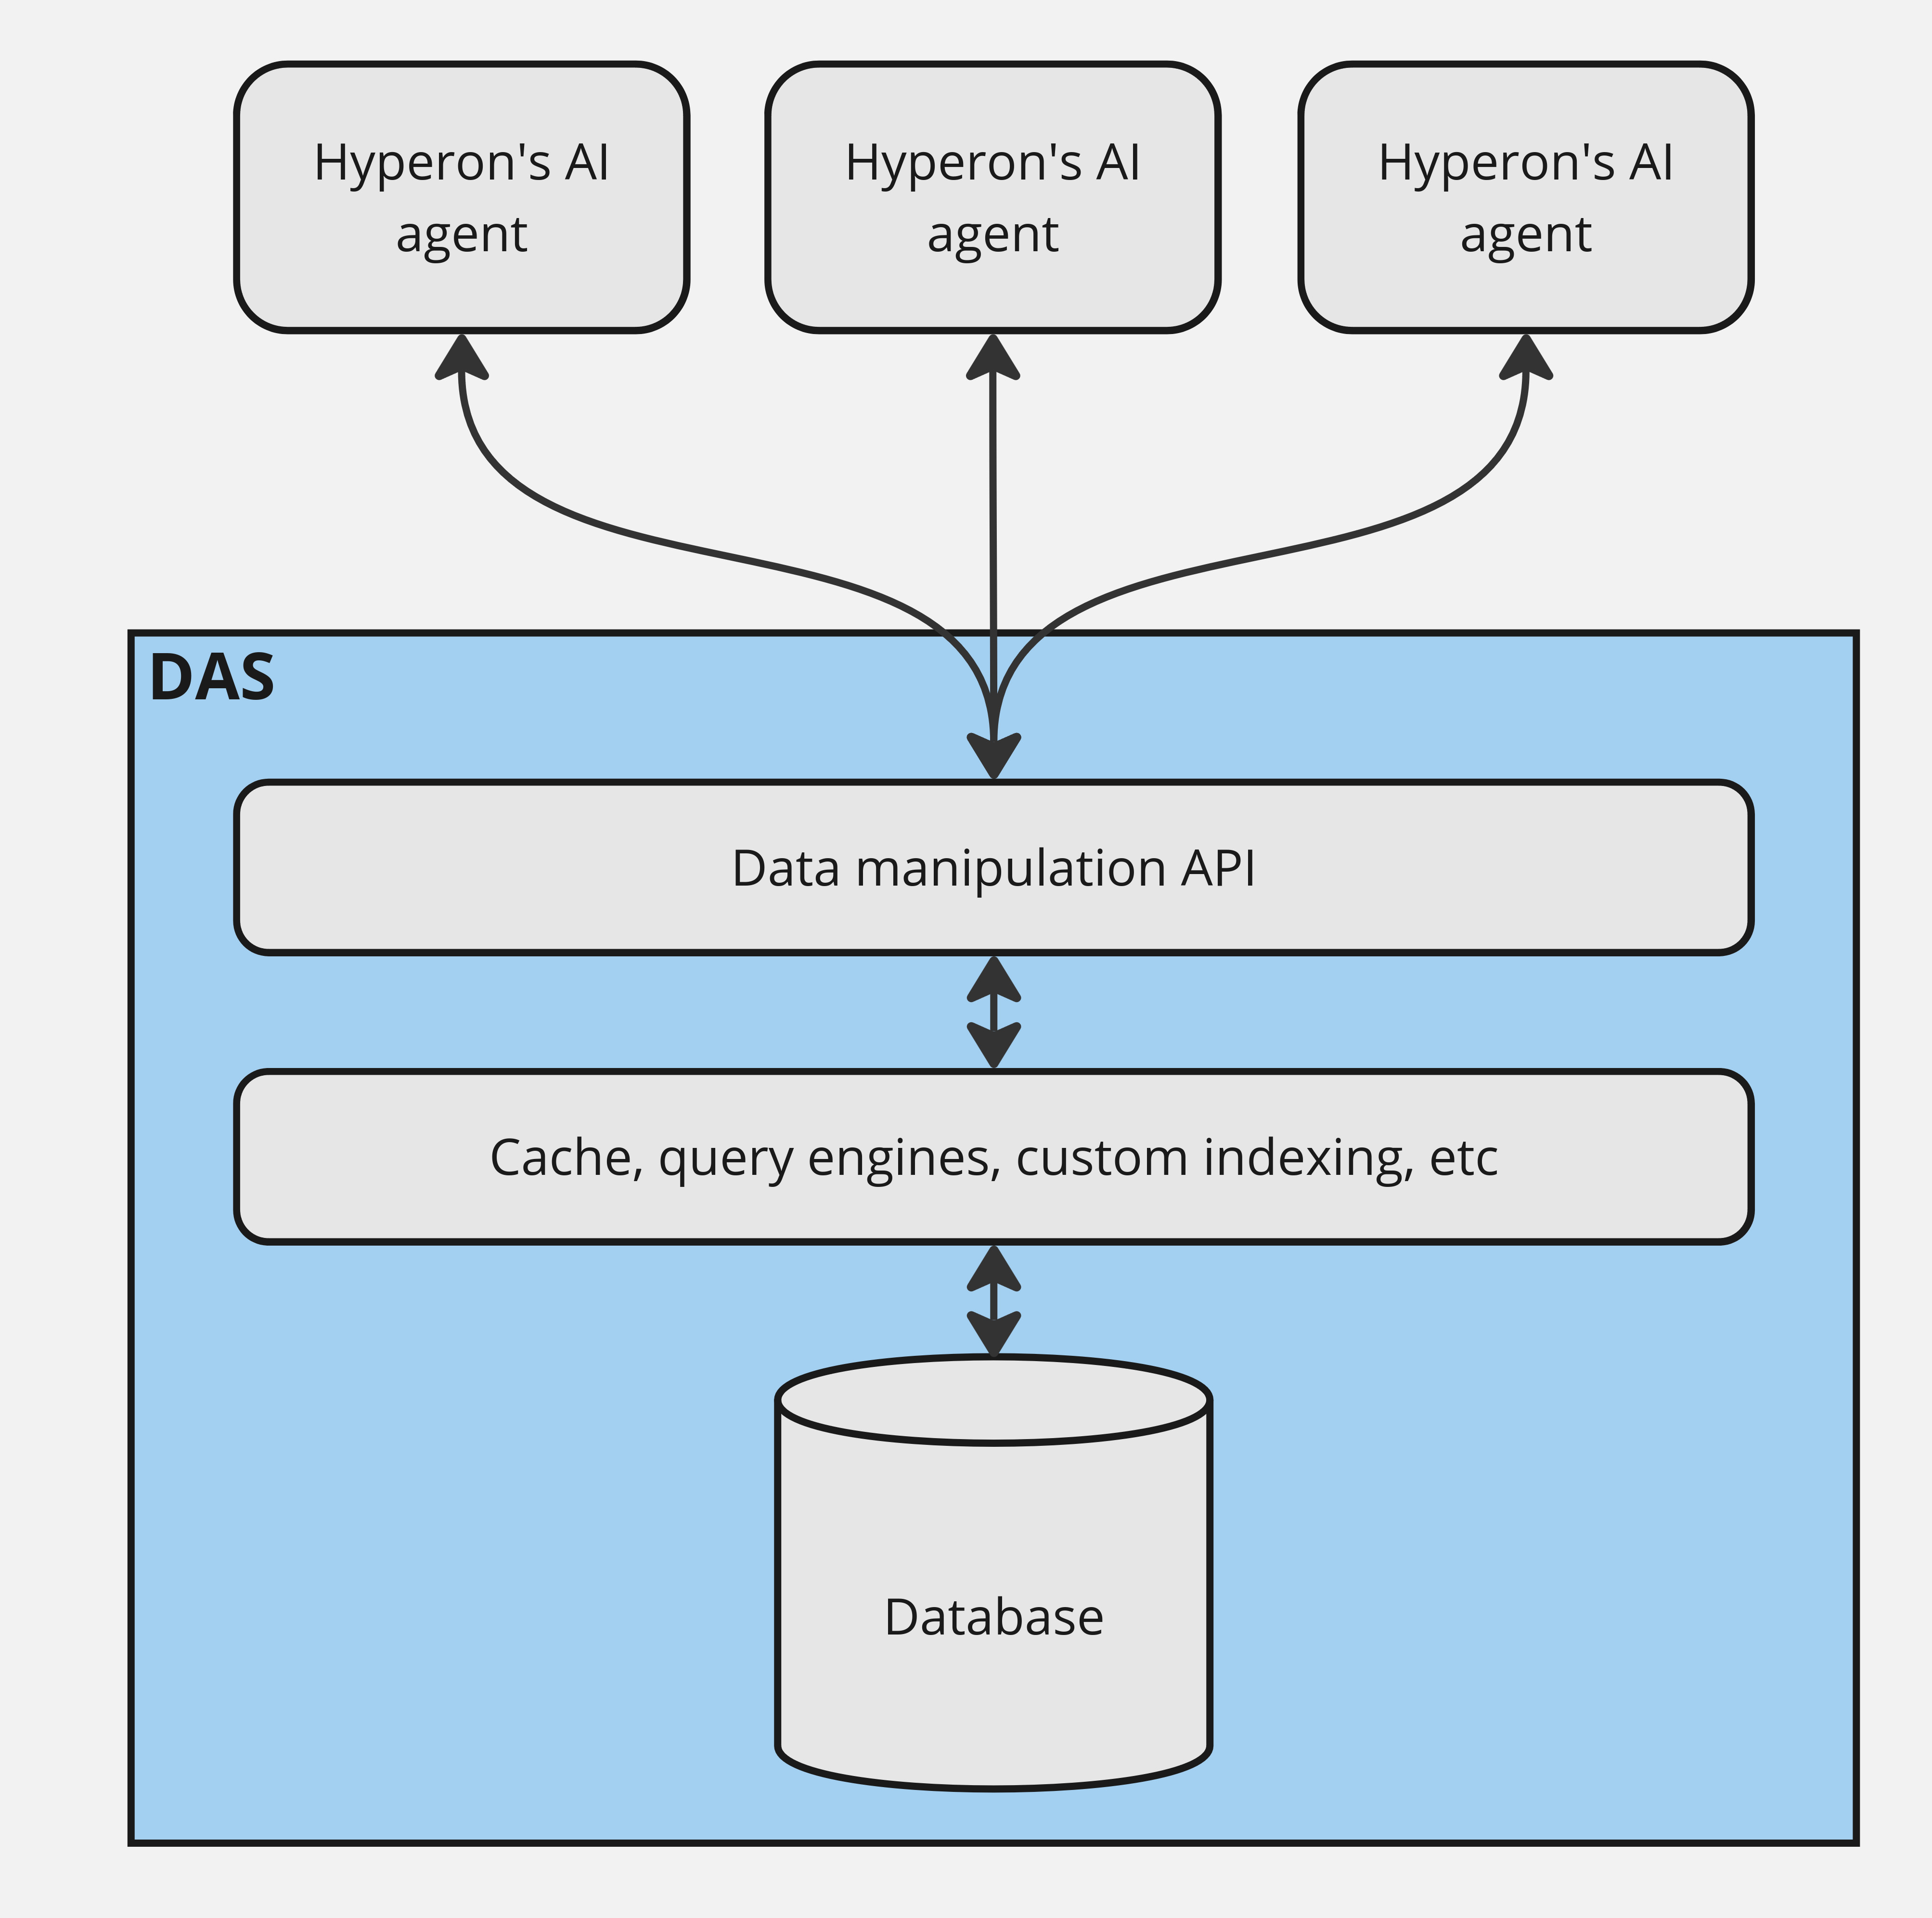 Hyperon's AI
agent
Hyperon's AI
agent
Hyperon's AI
agent
DAS
Data manipulation API
Cache, query engines, custom indexing, etc
Database